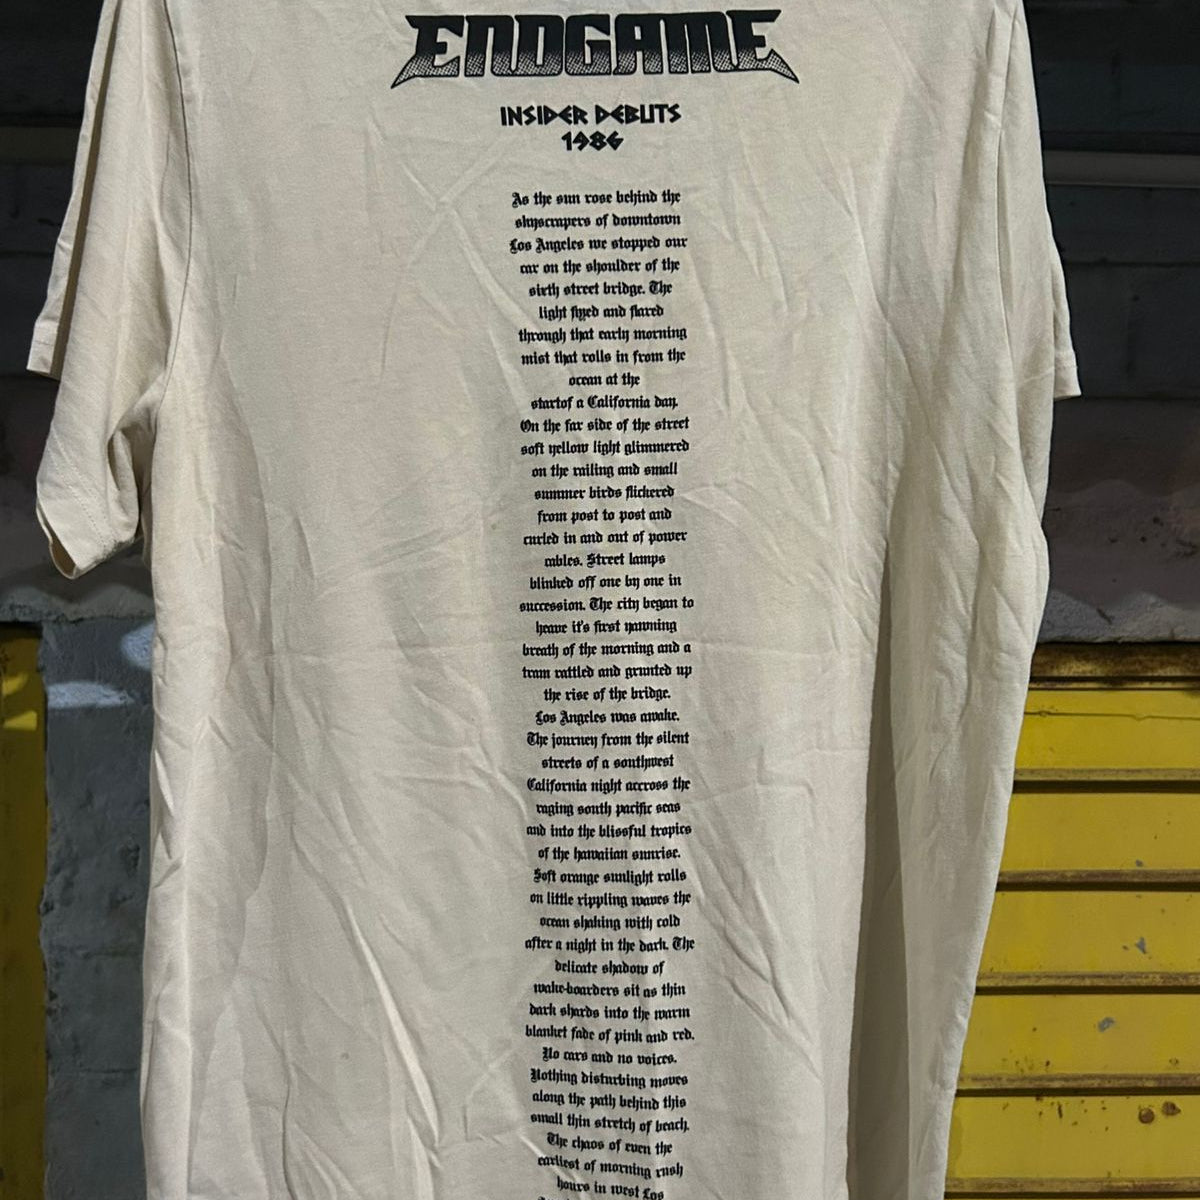 ENDGAME
INSIDER DEBUTS
1986
As the sun rose behind the
skyscrapers of downtown
Los Angeles we stopped our
car on the shoulder of the
sixth street bridge. The
light fizzed and flared
through that early morning
mist that rolls in from the
ocean at the
startof a California day.
On the far side of the street
soft yellow light glimmered
on the railing and small
summer birds flickered
from post to post and
curled in and out of power
cables. Street lamps
blinked off one by one in
succession. The city began to
heave it's first yawning
breath of the morning and a
tram rattled and grunted up
the rise of the bridge.
Los Angeles was awake.
The journey from the silent
streets of a southwest
California night accross the
raging south pacific seas
and into the blissful tropics
of the hawaiian sunrise.
Soft orange sunlight rolls
on little rippling waves the
ocean shaking with cold
after a night in the dark. The
delicate shadow of
wake-boarders sit as thin
dark shards into the warm
blanket fade of pink and red.
No cars and no voices.
Nothing disturbing moves
along the path behind this
small thin stretch of beach.
The chaos of even the
earliest of morning rush
hours in west Los